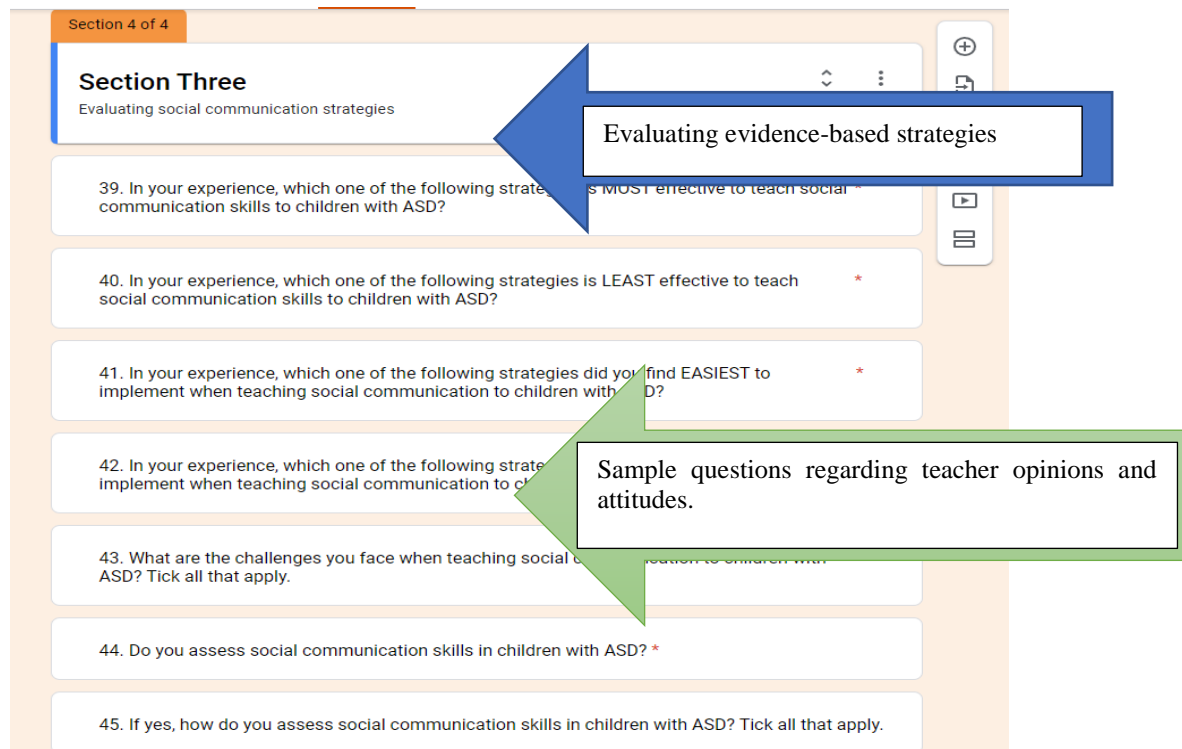 Section 4 of 4
Section Three
Evaluating social communication strategies
Evaluating evidence-based strategies
39. In your experience, which one of the following is MOST effective to teach social *
communication skills to children with ASD?
40. In your experience, which one of the following strategies is LEAST effective to teach *
social communication skills to children with ASD?
41. In your experience, which one of the following strategies did you find EASIEST to *
implement when teaching social communication to children with
42. In your experience, which one of the following
implement when teaching social communication to
Sample questions regarding teacher opinions and
attitudes.
43. What are the challenges you face when teaching social to children with
ASD? Tick all that apply.
44. Do you assess social communication skills in children with ASD? *
45. If yes, how do you assess social communication skills in children with ASD? Tick all that apply.